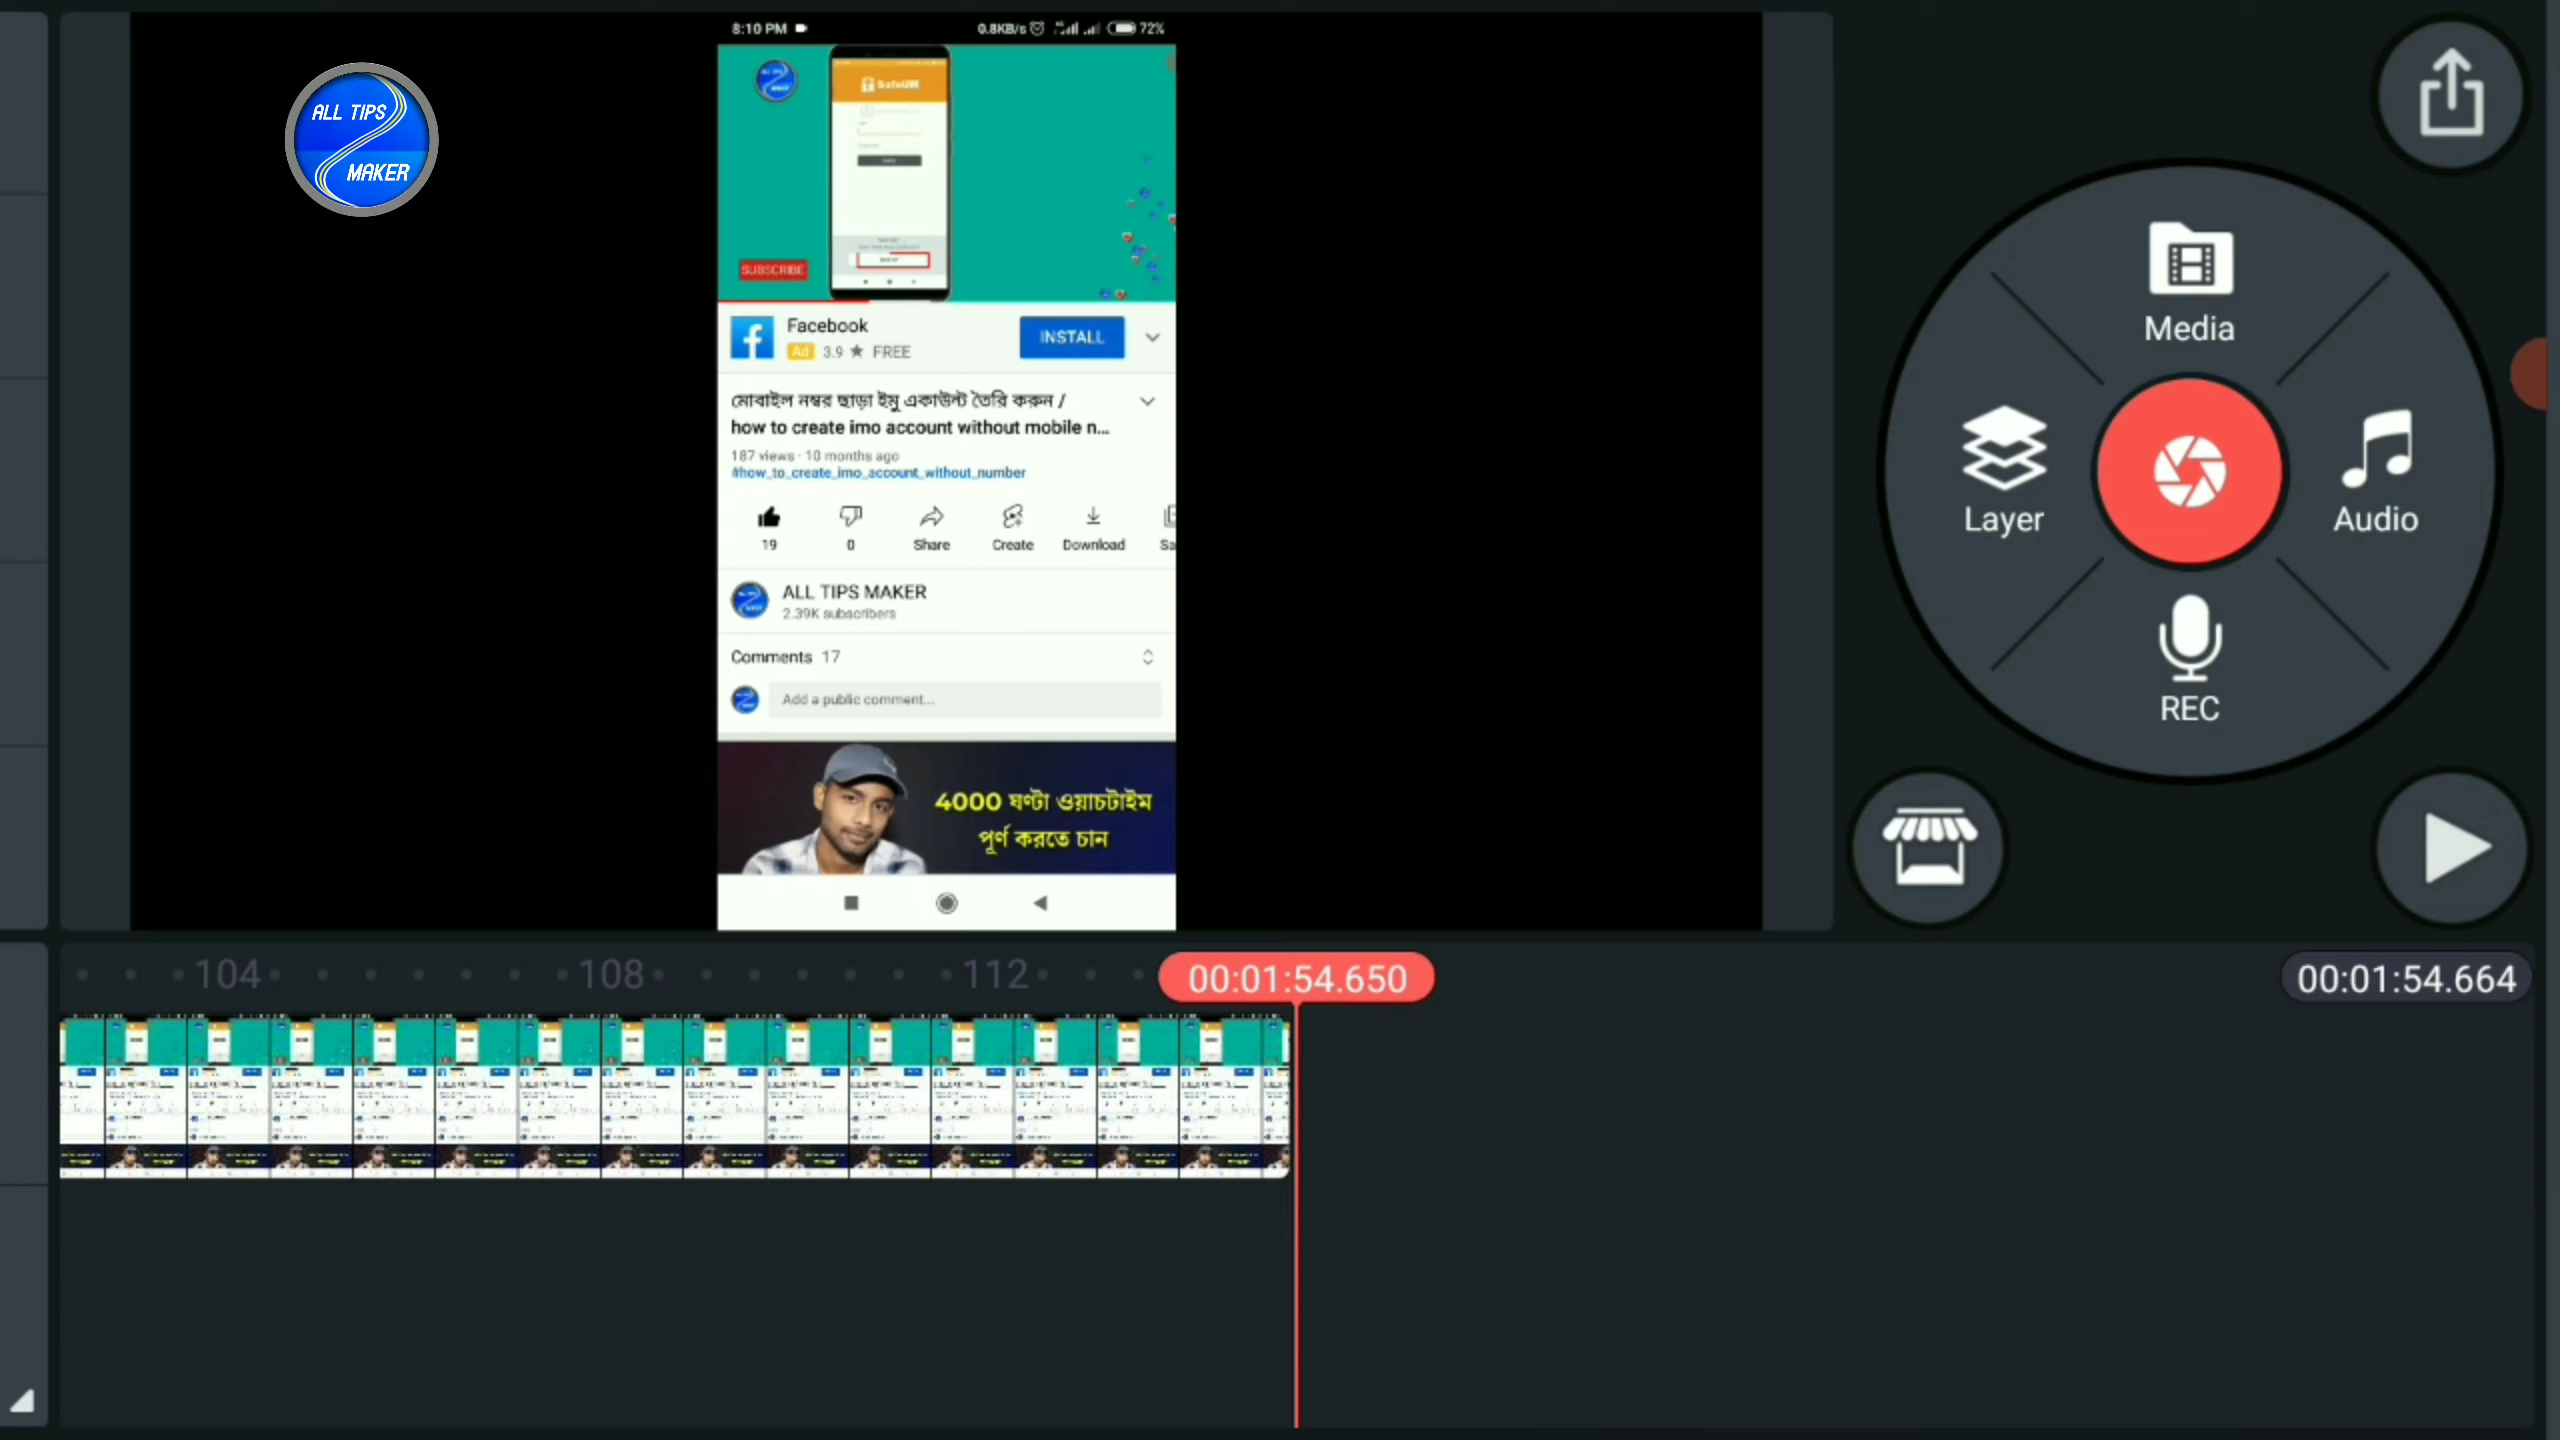 8:10 PM
0.8KB/s
72%
ALL TIPS
MAKER
SafeUM
SUBSCRIBE
Facebook
INSTALL
Ad 3.9 ★ FREE
মোবাইল নম্বর ছাড়া ইমু একাউন্ট তৈরি করুন /
how to create imo account without mobile n...
187 views · 10 months ago
#how_to_create_imo_account_without_number
19
0
Share
Create
Download
Sa
ALL TIPS MAKER
2.39K subscribers
Comments 17
Add a public comment...
4000 ঘণ্টা ওয়াচটাইম
পূর্ণ করতে চান
Media
Layer
Audio
REC
104
108
112
00:01:54.650
00:01:54.664